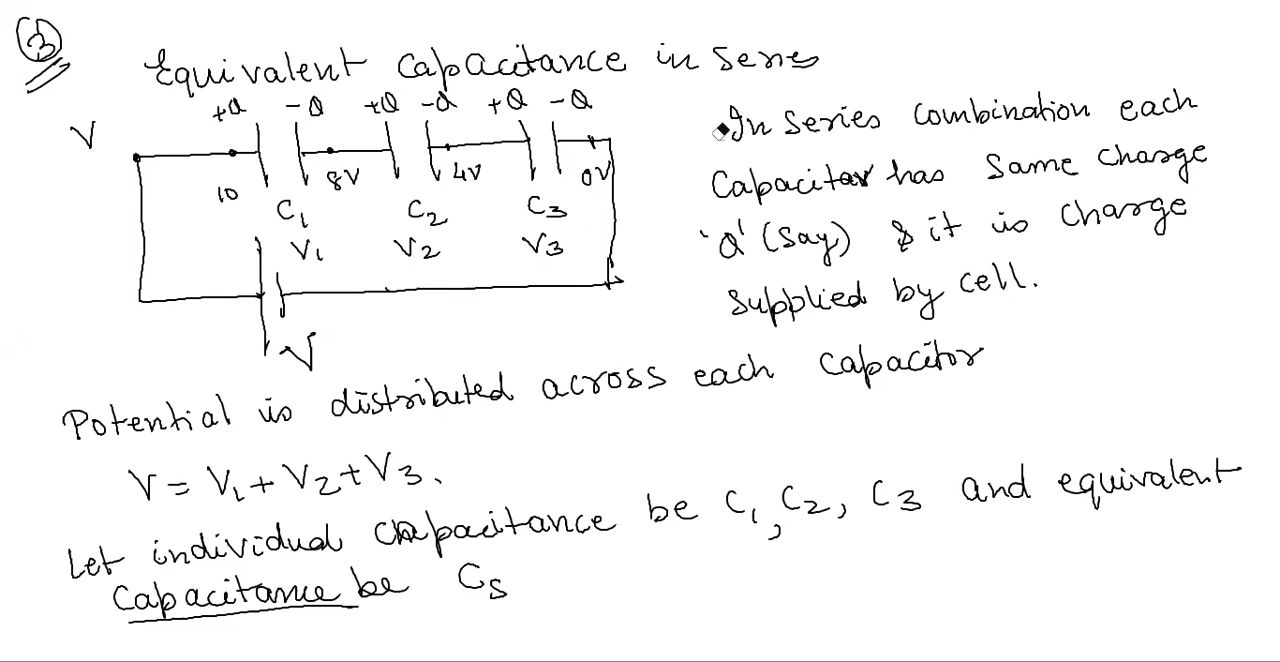 3
Equivalent Capacitance in series
+Q -Q +Q -Q +Q -Q
V
10 8V 4V 0V
C1 C2 C3
V1 V2 V3
V
In series combination each
Capacitor has same charge
'Q' (say) & it is charge
supplied by cell.
Potential is distributed across each capacitor
V = V1 + V2 + V3.
Let individual capacitance be C1, C2, C3 and equivalent
Capacitance be Cs